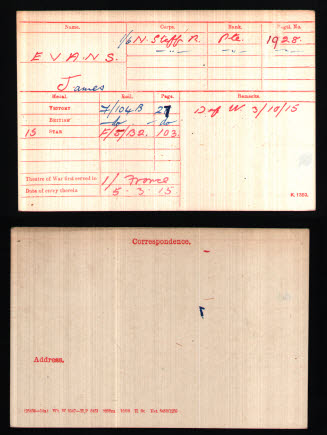 Name. Corps. Rank. Regtl. No.
1/6 N. Staff. R. Pte. 1928.
EVANS. -"- -"-
James
Medal. Roll. Page. Remarks.
VICTORY F/104 B 27 D of W 3/10/15
BRITISH do do
15 STAR F/5/B2. 103.
Theatre of War first served in 1/ France
Date of entry therein 5.3.15
Correspondence.
Address.